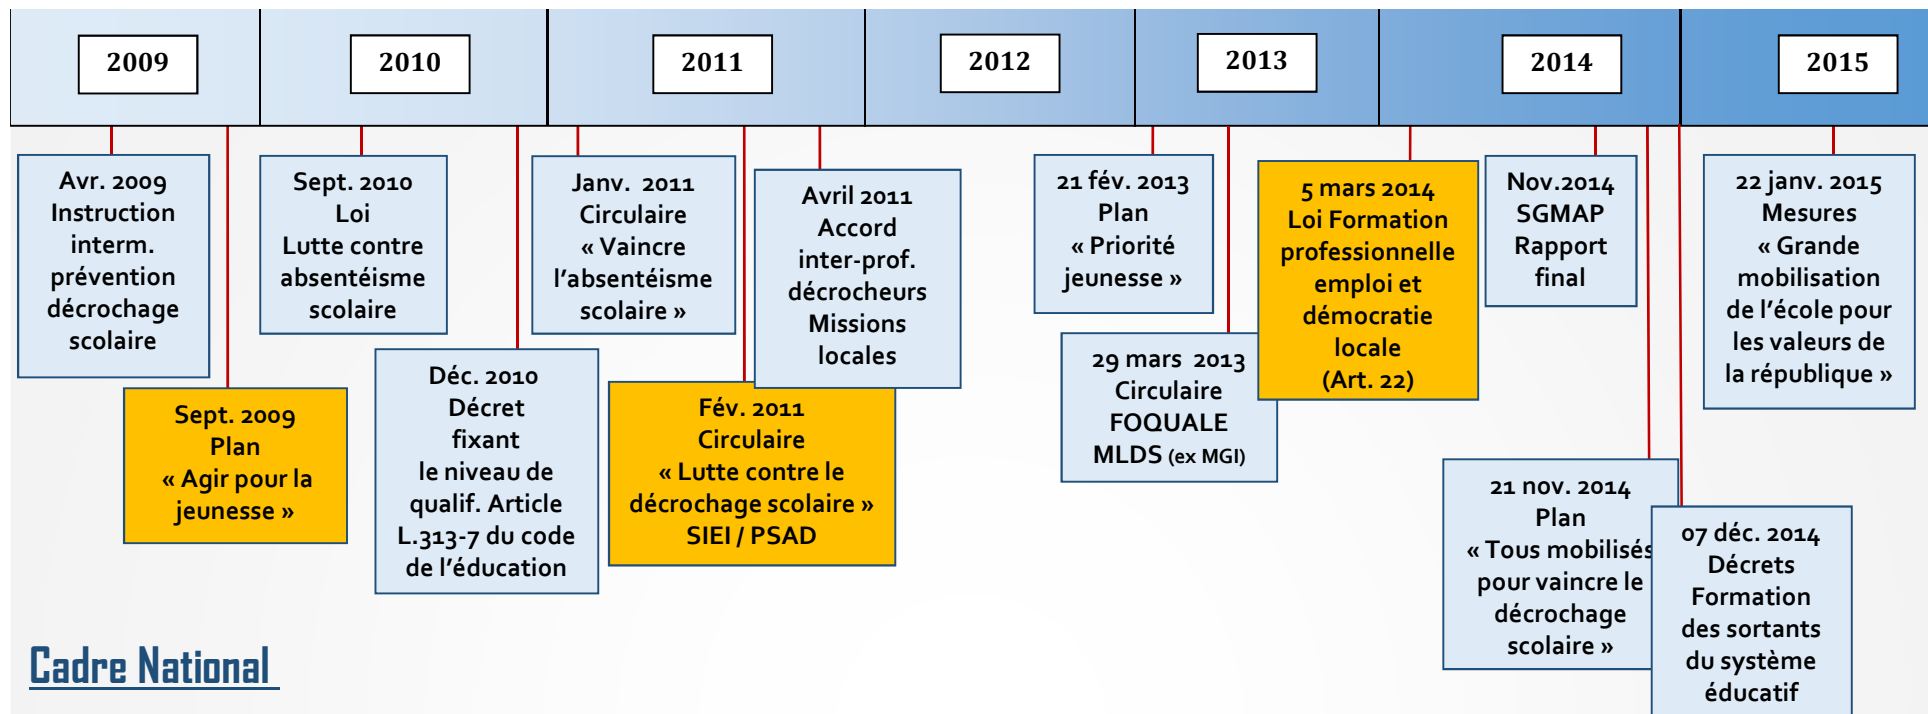 2009
2010
2011
2012
2013
2014
2015
Avr. 2009
Instruction
interm.
prévention
décrochage
scolaire
Sept. 2009
Plan
« Agir pour la
jeunesse »
Sept. 2010
Loi
Lutte contre
absentéisme
scolaire
Déc. 2010
Décret
fixant
le niveau de
qualif. Article
L.313-7 du code
de l’éducation
Janv. 2011
Circulaire
« Vaincre
l’absentéisme
scolaire »
Fév. 2011
Circulaire
« Lutte contre le
décrochage scolaire »
SIEI / PSAD
Avril 2011
Accord
inter-prof.
décrocheurs
Missions
locales
21 fév. 2013
Plan
« Priorité
jeunesse »
29 mars 2013
Circulaire
FOQUALE
MLDS (ex MGI)
5 mars 2014
Loi Formation
professionnelle
emploi et
démocratie
locale
(Art. 22)
Nov.2014
SGMAP
Rapport
final
21 nov. 2014
Plan
« Tous mobilisés
pour vaincre le
décrochage
scolaire »
07 déc. 2014
Décrets
Formation
des sortants
du système
éducatif
22 janv. 2015
Mesures
« Grande
mobilisation
de l’école pour
les valeurs de
la république »
Cadre National